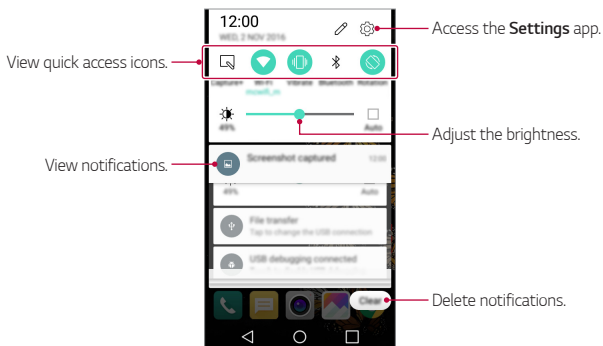 12:00
WED, 2 NOV 2016
Access the Settings app.
View quick access icons.
Capture+ Wi-Fi Vibrate Bluetooth Rotation
49% Auto
Adjust the brightness.
View notifications.
Screenshot captured 12:00
49% Auto
File transfer
Tap to change the USB connection
USB debugging connected
Clear
Delete notifications.